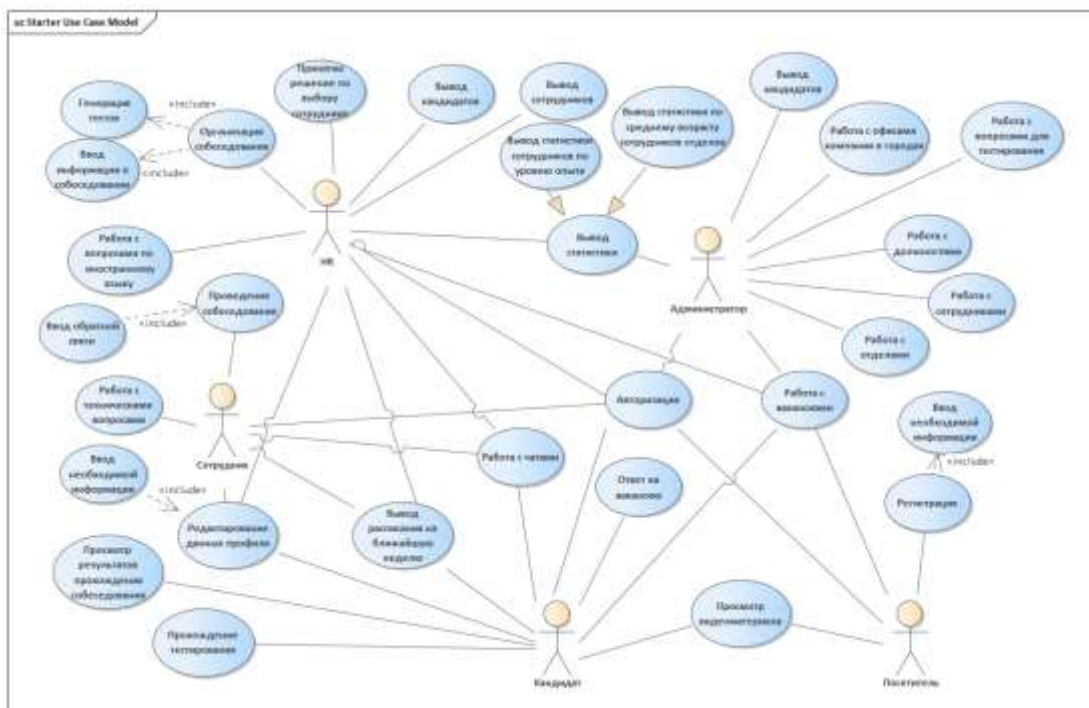 uc Starter Use Case Model
Генерация
тестов
«include»
Ввод
информации о
собеседовании
«include»
Организация
собеседования
Принятие
решение по
выбору
сотрудника
Вывод
кандидатов
Вывод
сотрудников
Вывод статистики
сотрудников по
уровню опыта
Вывод статистики по
среднему возрасту
сотрудников отделов
Вывод
статистики
Вывод
кандидатов
Работа с офисами
компании в городах
Работа с
вопросами для
тестирования
Работа с
должностями
Работа с
сотрудниками
Работа с
отделами
Администратор
HR
Работа с
вопросами по
иностранному
языку
Проведение
собеседования
«include»
Ввод обратной
связи
Работа с
техническими
вопросами
Сотрудник
Ввод
необходимой
информации
«include»
Редактирование
данных профиля
Вывод
расписания на
ближайшую
неделю
Работа с чатами
Авторизация
Работа с
вакансиями
Ответ на
вакансию
Ввод
необходимой
информации
«include»
Регистрация
Просмотр
результатов
прохождения
собеседования
Прохождение
тестирования
Кандидат
Просмотр
видеоматериалов
Посетитель